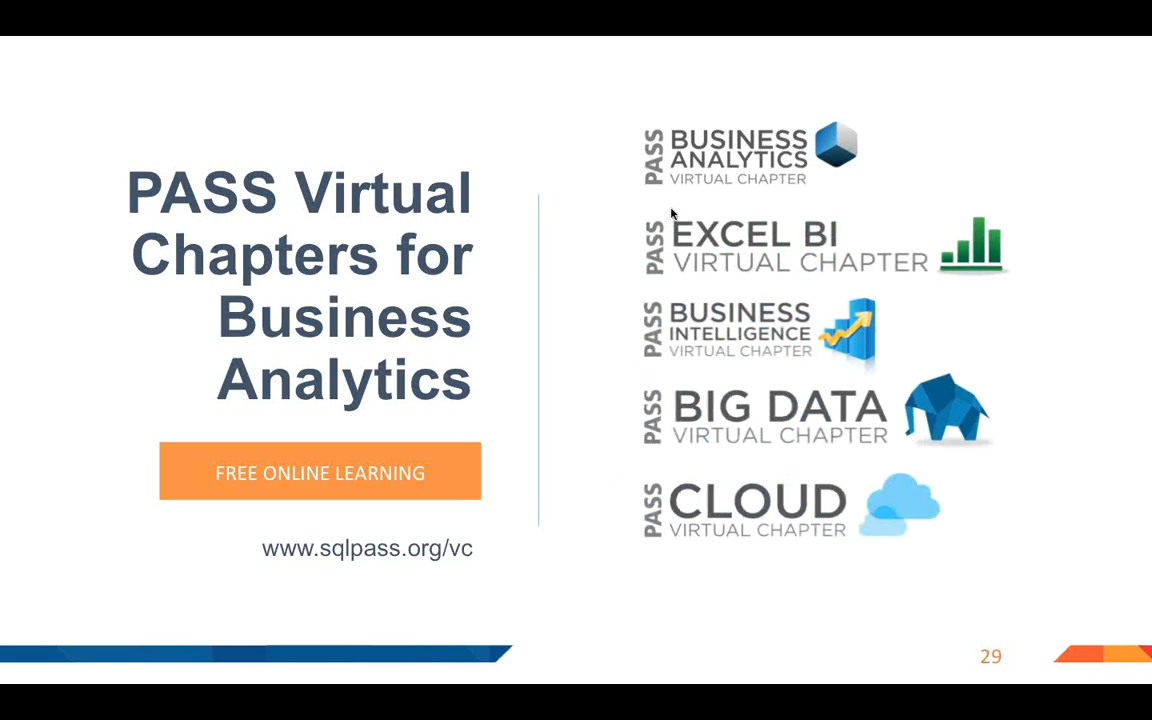 PASS Virtual
Chapters for
Business
Analytics
FREE ONLINE LEARNING
www.sqlpass.org/vc
PASS
BUSINESS
ANALYTICS
VIRTUAL CHAPTER
PASS
EXCEL BI
VIRTUAL CHAPTER
PASS
BUSINESS
INTELLIGENCE
VIRTUAL CHAPTER
PASS
BIG DATA
VIRTUAL CHAPTER
PASS
CLOUD
VIRTUAL CHAPTER
29